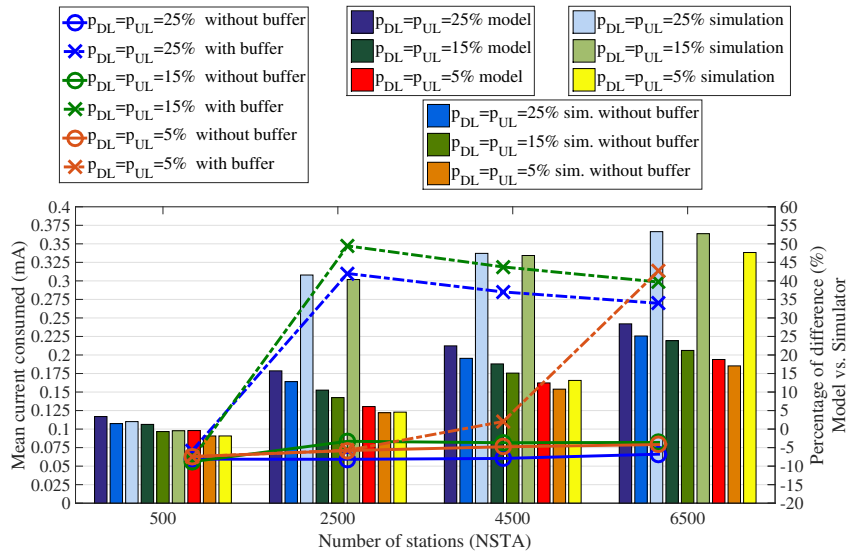 p_DL=p_UL=25% without buffer
p_DL=p_UL=25% with buffer
p_DL=p_UL=15% without buffer
p_DL=p_UL=15% with buffer
p_DL=p_UL=5% without buffer
p_DL=p_UL=5% with buffer
p_DL=p_UL=25% model
p_DL=p_UL=15% model
p_DL=p_UL=5% model
p_DL=p_UL=25% simulation
p_DL=p_UL=15% simulation
p_DL=p_UL=5% simulation
p_DL=p_UL=25% sim. without buffer
p_DL=p_UL=15% sim. without buffer
p_DL=p_UL=5% sim. without buffer
Mean current consumed (mA)
0.4
0.375
0.35
0.325
0.3
0.275
0.25
0.225
0.2
0.175
0.15
0.125
0.1
0.075
0.05
0.025
0
60
55
50
45
40
35
30
25
20
15
10
5
0
-5
-10
-15
-20
Percentage of difference (%)
Model vs. Simulator
500
2500
4500
6500
Number of stations (NSTA)